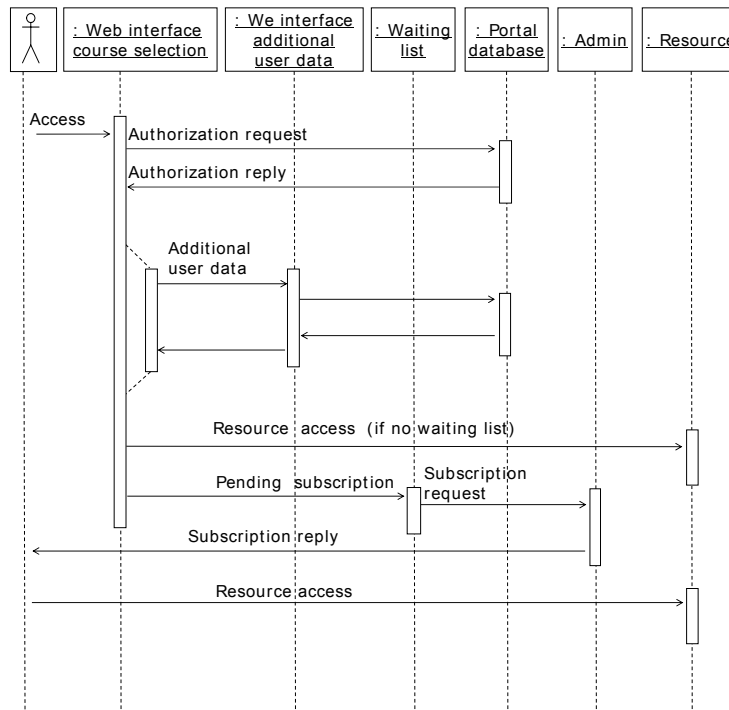 : Web interface
course selection
: We interface
additional
user data
: Waiting
list
: Portal
database
: Admin
: Resource
Access
Authorization request
Authorization reply
Additional
user data
Resource access (if no waiting list)
Pending subscription
Subscription
request
Subscription reply
Resource access